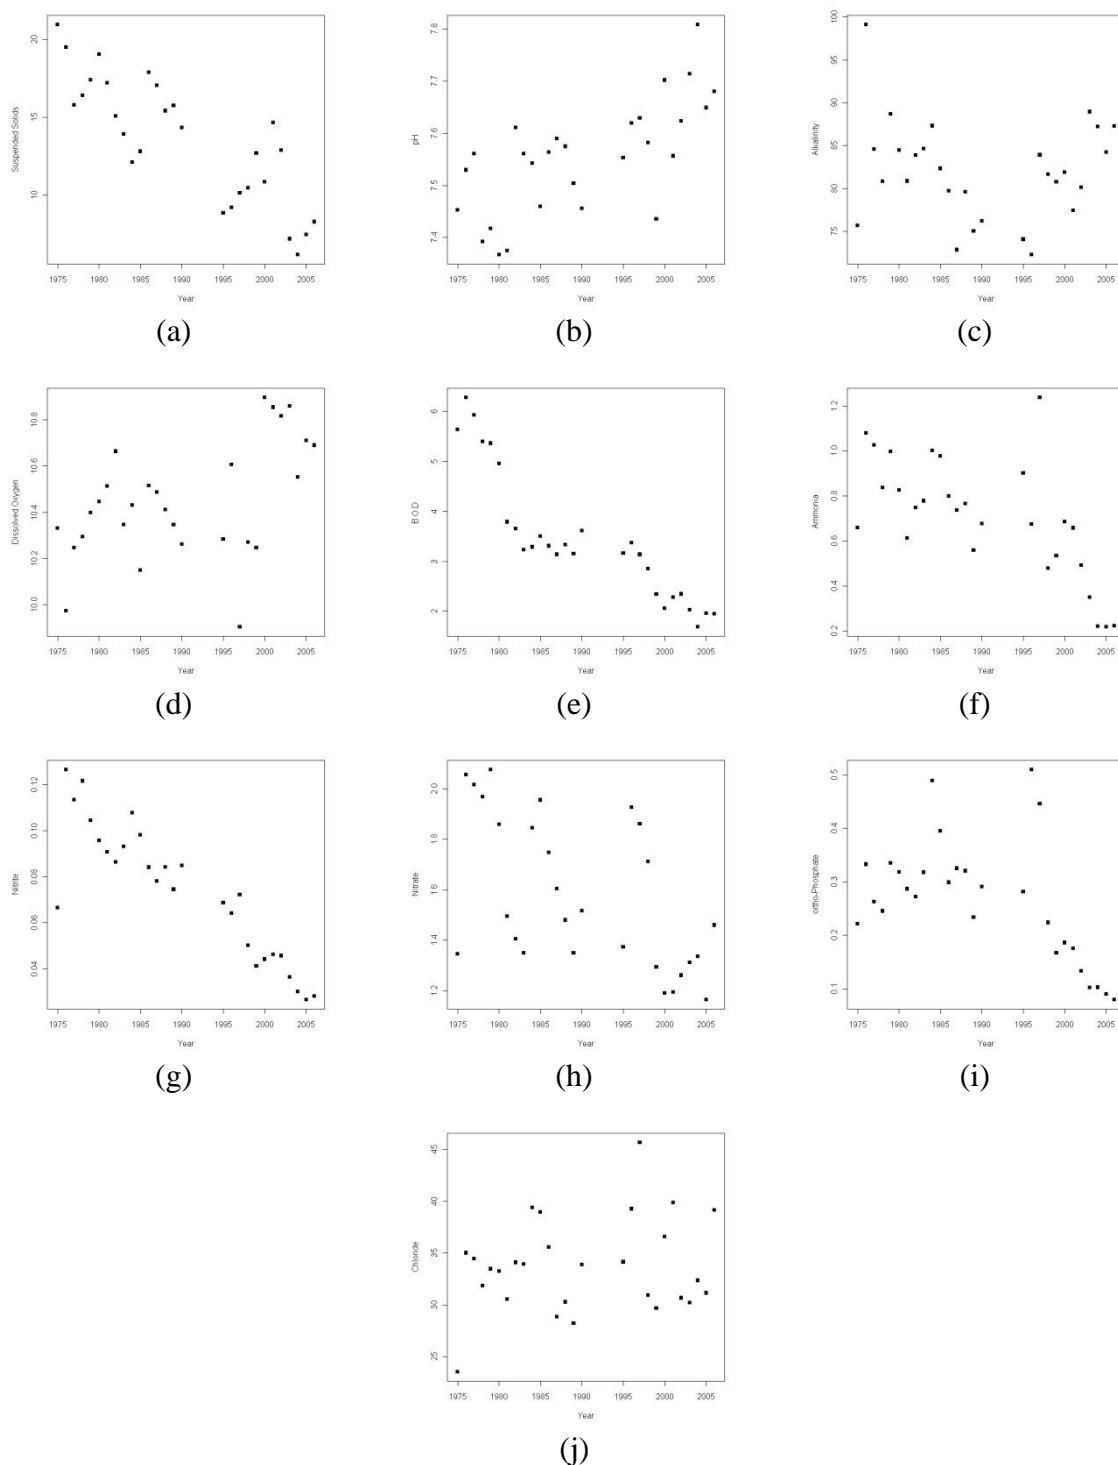 20
15
10
Suspended Solids
1975 1980 1985 1990 1995 2000 2005
Year
(a)
7.8
7.7
7.6
7.5
7.4
pH
1975 1980 1985 1990 1995 2000 2005
Year
(b)
100
95
90
85
80
75
Alkalinity
1975 1980 1985 1990 1995 2000 2005
Year
(c)
10.8
10.6
10.4
10.2
10.0
Dissolved Oxygen
1975 1980 1985 1990 1995 2000 2005
Year
(d)
6
5
4
3
2
B.O.D.
1975 1980 1985 1990 1995 2000 2005
Year
(e)
1.2
1.0
0.8
0.6
0.4
0.2
Ammonia
1975 1980 1985 1990 1995 2000 2005
Year
(f)
0.12
0.10
0.08
0.06
0.04
Nitrite
1975 1980 1985 1990 1995 2000 2005
Year
(g)
2.0
1.8
1.6
1.4
1.2
Nitrate
1975 1980 1985 1990 1995 2000 2005
Year
(h)
0.5
0.4
0.3
0.2
0.1
ortho-Phosphate
1975 1980 1985 1990 1995 2000 2005
Year
(i)
45
40
35
30
25
Chloride
1975 1980 1985 1990 1995 2000 2005
Year
(j)